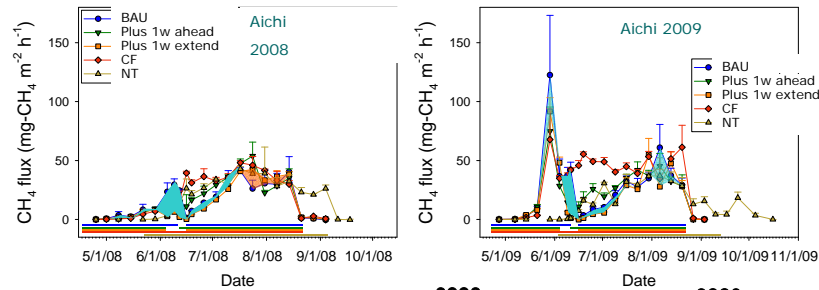 BAU
Plus 1w ahead
Plus 1w extend
CF
NT
Aichi
2008
CH4 flux (mg-CH4 m-2 h-1)
150
100
50
0
5/1/08 6/1/08 7/1/08 8/1/08 9/1/08 10/1/08
Date
Aichi 2009
BAU
Plus 1w ahead
Plus 1w extend
CF
NT
CH4 flux (mg-CH4 m-2 h-1)
150
100
50
0
5/1/09 6/1/09 7/1/09 8/1/09 9/1/09 10/1/09 11/1/09
Date